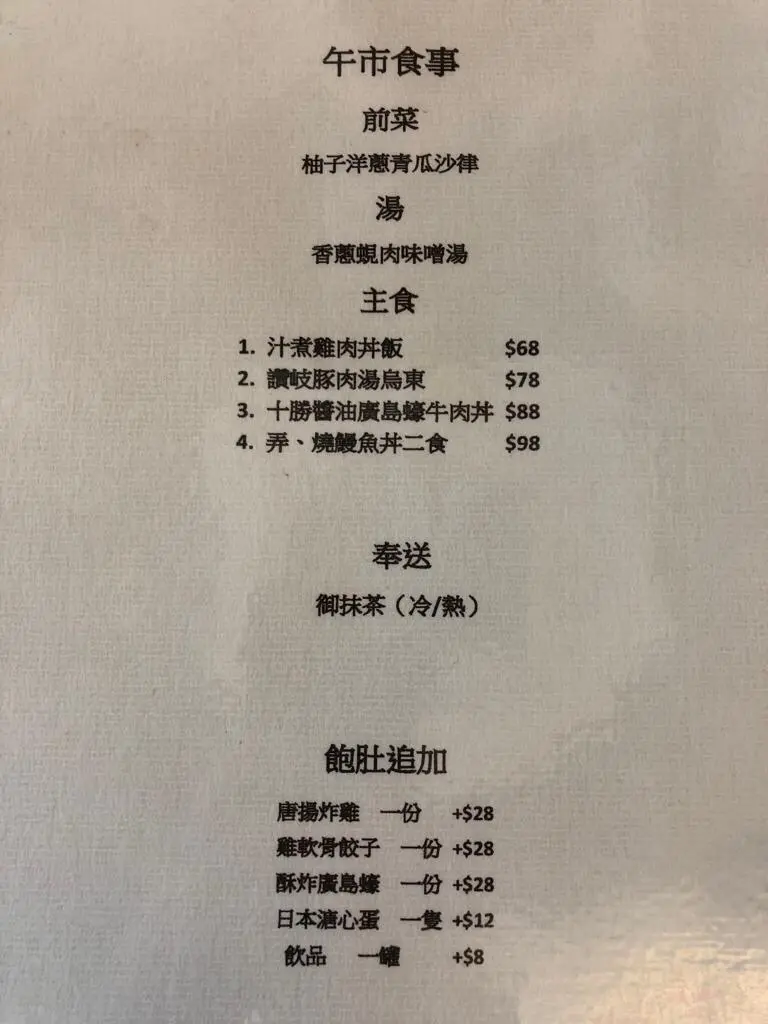 午市食事
前菜
柚子洋蔥青瓜沙律
湯
香蔥蜆肉味噌湯
主食
1. 汁煮雞肉丼飯 $68
2. 讚岐豚肉湯烏東 $78
3. 十勝醬油廣島蠔牛肉丼 $88
4. 弄、燒鰻魚丼二食 $98
奉送
御抹茶（冷/熱）
飽肚追加
唐揚炸雞 一份 +$28
雞軟骨餃子 一份 +$28
酥炸廣島蠔 一份 +$28
日本溏心蛋 一隻 +$12
飲品 一罐 +$8